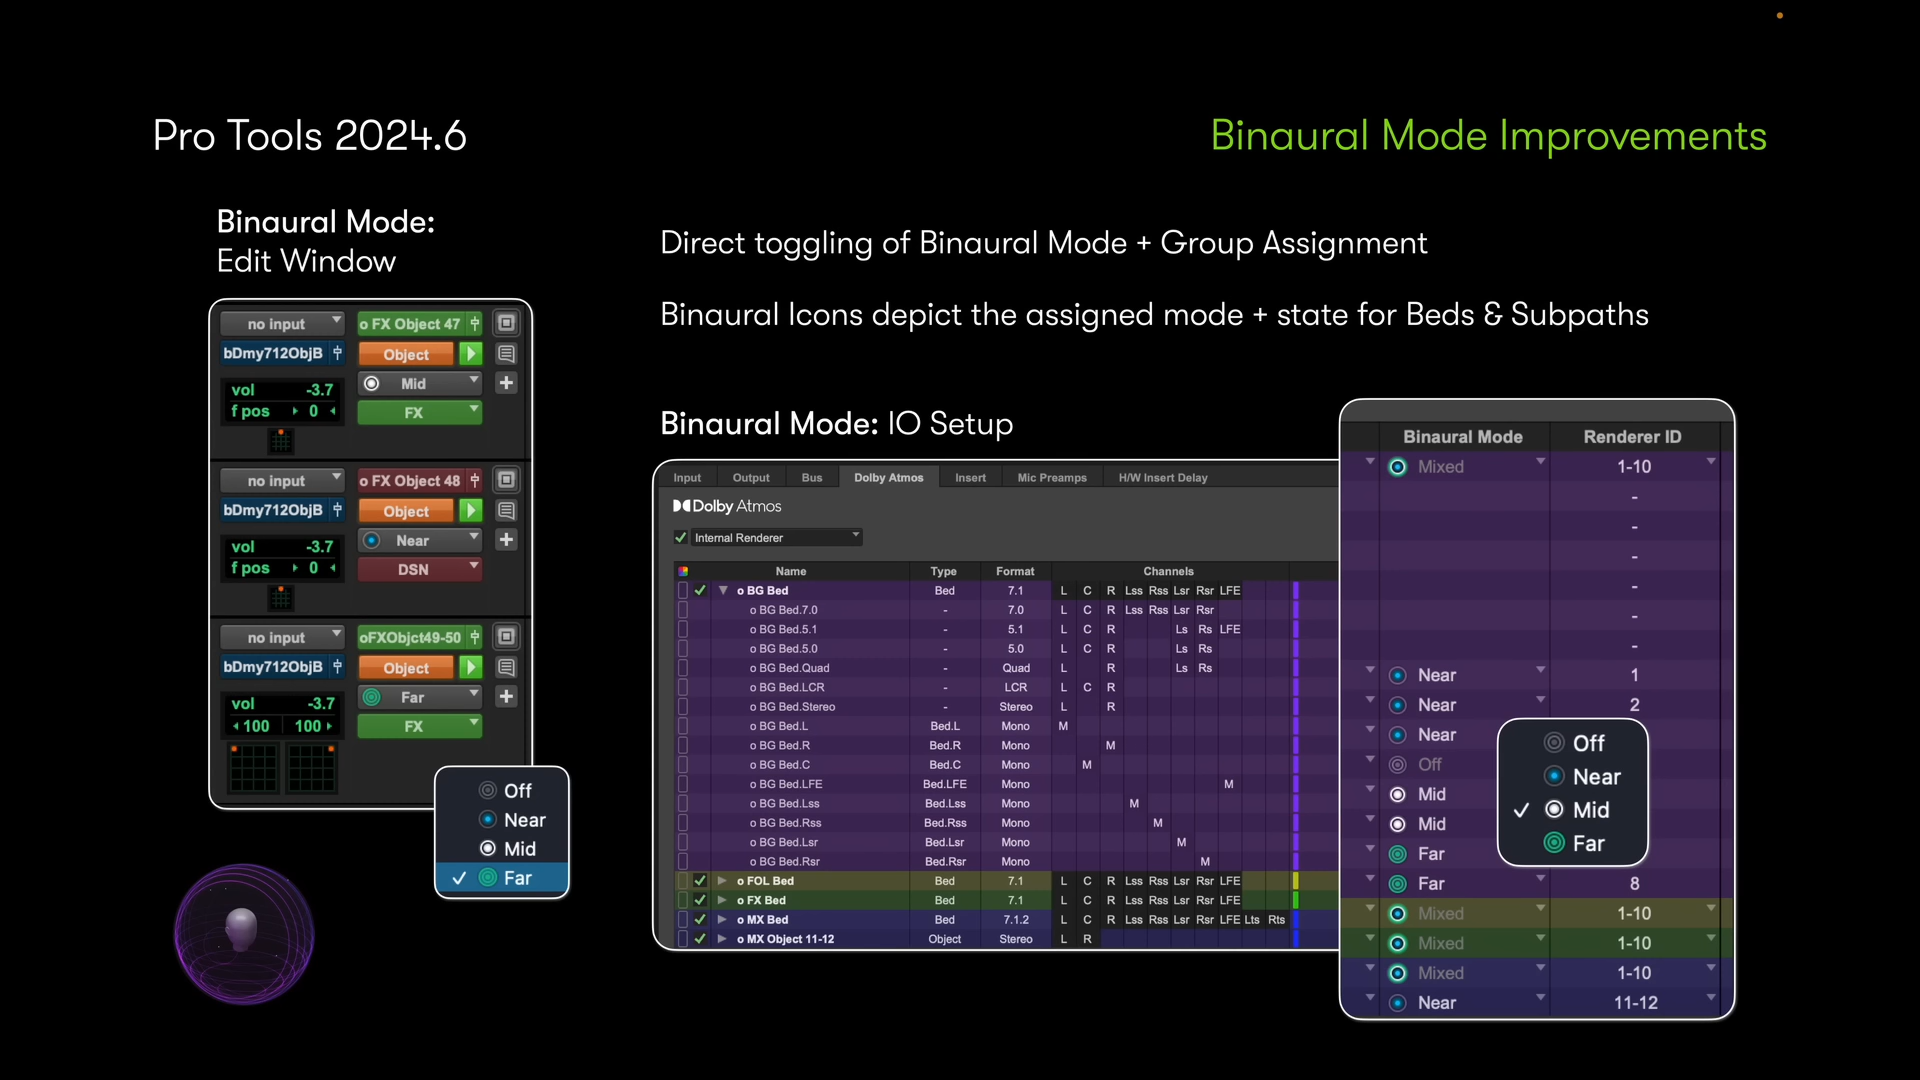 Pro Tools 2024.6
Binaural Mode Improvements
Binaural Mode:
Edit Window
Direct toggling of Binaural Mode + Group Assignment
Binaural Icons depict the assigned mode + state for Beds & Subpaths
no input
o FX Object 47
bDmy712ObjB
Object
vol -3.7
Mid
f pos 0
FX
no input
o FX Object 48
bDmy712ObjB
Object
vol -3.7
Near
f pos 0
DSN
no input
oFXObjct49-50
bDmy712ObjB
Object
vol -3.7
Far
100 100
FX
Off
Near
Mid
Far
Binaural Mode: IO Setup
Input Output Bus Dolby Atmos Insert Mic Preamps H/W Insert Delay
Dolby Atmos
Internal Renderer
Name Type Format Channels
o BG Bed Bed 7.1 L C R Lss Rss Lsr Rsr LFE
o BG Bed.7.0 - 7.0 L C R Lss Rss Lsr Rsr
o BG Bed.5.1 - 5.1 L C R Ls Rs LFE
o BG Bed.5.0 - 5.0 L C R Ls Rs
o BG Bed.Quad - Quad L R Ls Rs
o BG Bed.LCR - LCR L C R
o BG Bed.Stereo - Stereo L R
o BG Bed.L Bed.L Mono M
o BG Bed.R Bed.R Mono M
o BG Bed.C Bed.C Mono M
o BG Bed.LFE Bed.LFE Mono M
o BG Bed.Lss Bed.Lss Mono M
o BG Bed.Rss Bed.Rss Mono M
o BG Bed.Lsr Bed.Lsr Mono M
o BG Bed.Rsr Bed.Rsr Mono M
o FOL Bed Bed 7.1 L C R Lss Rss Lsr Rsr LFE
o FX Bed Bed 7.1 L C R Lss Rss Lsr Rsr LFE
o MX Bed Bed 7.1.2 L C R Lss Rss Lsr Rsr LFE Lts Rts
o MX Object 11-12 Object Stereo L R
Binaural Mode Renderer ID
Mixed 1-10
-
-
-
-
-
-
Near 1
Near 2
Near
Off
Mid
Mid
Far
Far 8
Mixed 1-10
Mixed 1-10
Mixed 1-10
Near 11-12
Off
Near
Mid
Far